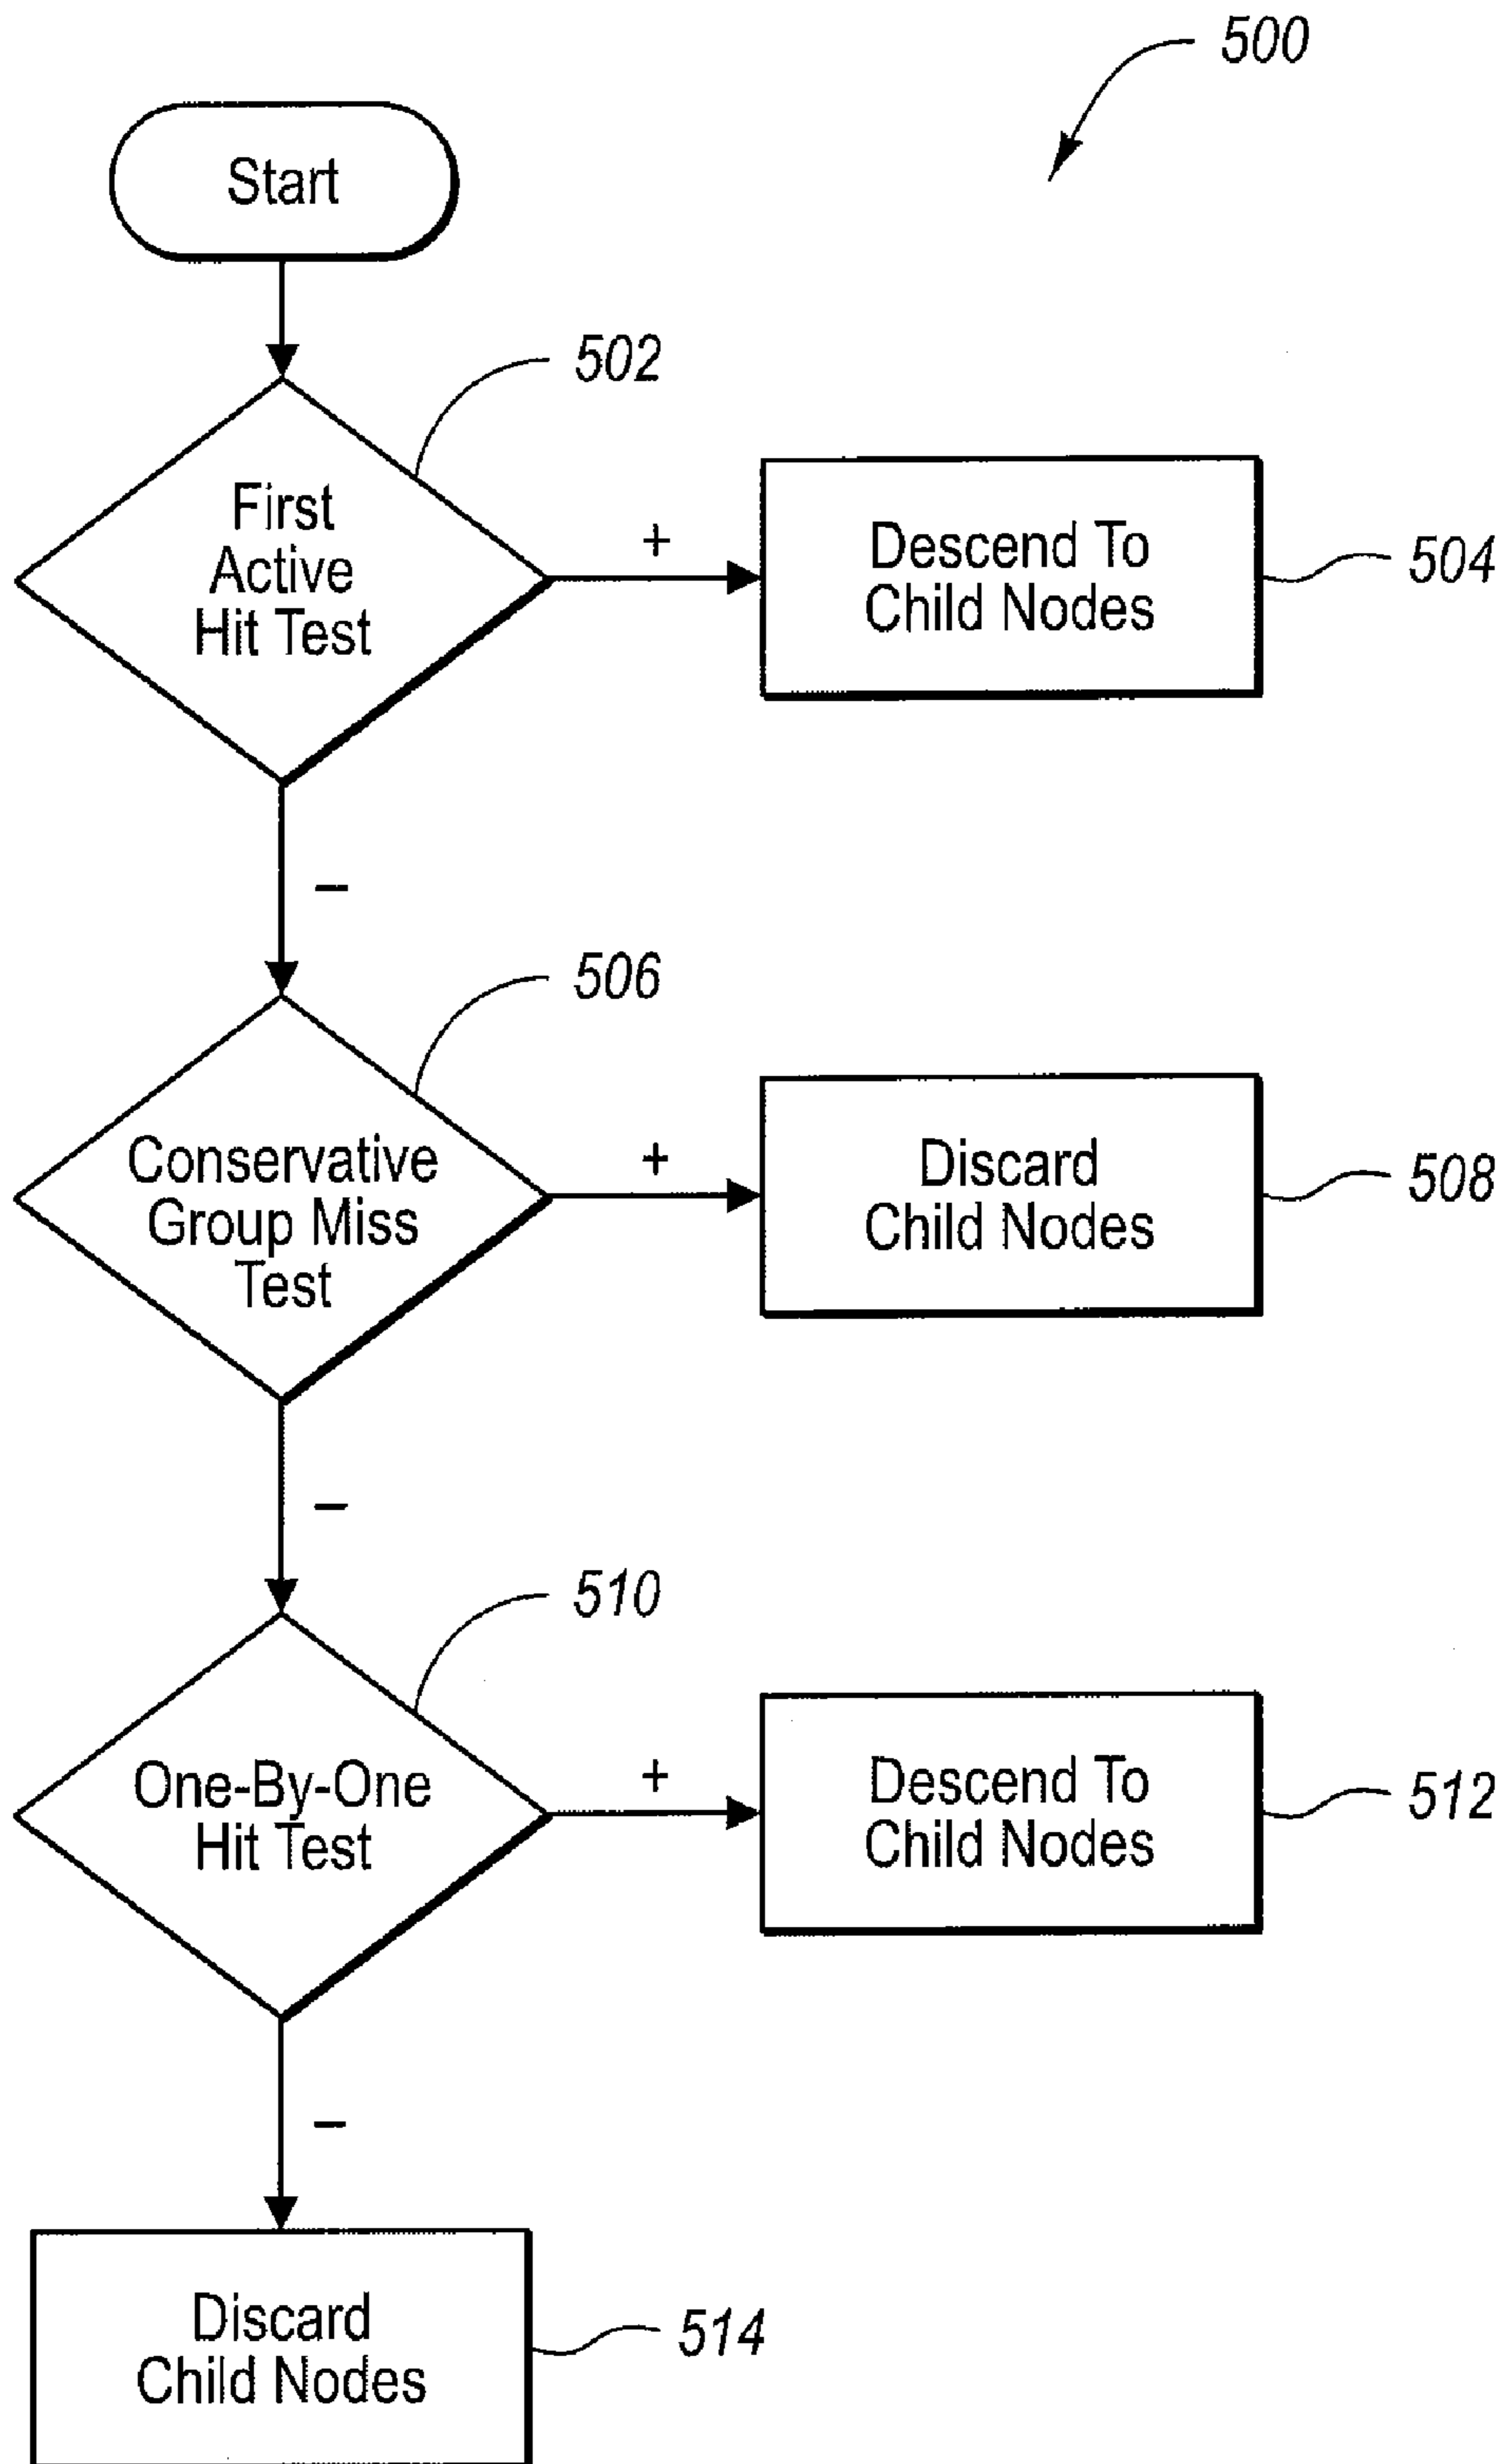 500
Start
502
First
Active
Hit Test
+
Descend To
Child Nodes
504
–
506
Conservative
Group Miss
Test
+
Discard
Child Nodes
508
–
510
One-By-One
Hit Test
+
Descend To
Child Nodes
512
–
Discard
Child Nodes
514